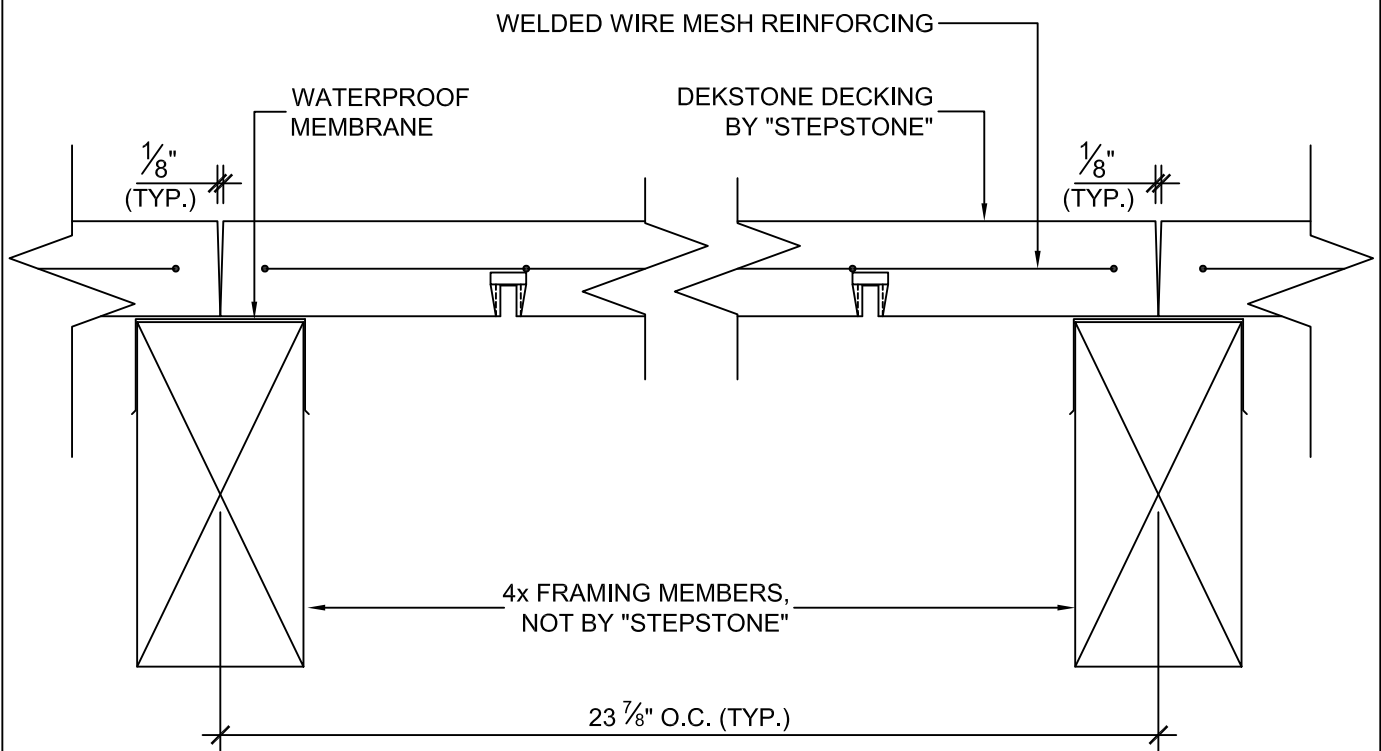 WELDED WIRE MESH REINFORCING
WATERPROOF
MEMBRANE
DEKSTONE DECKING
BY "STEPSTONE"
1/8"
(TYP.)
1/8"
(TYP.)
4x FRAMING MEMBERS,
NOT BY "STEPSTONE"
23 7/8" O.C. (TYP.)